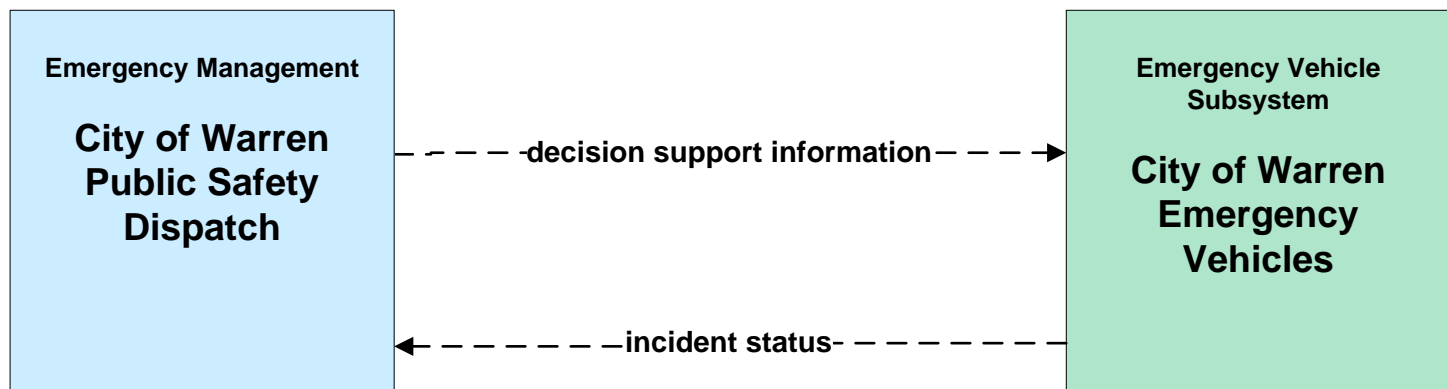 Emergency Management
City of Warren
Public Safety
Dispatch
decision support information
incident status
Emergency Vehicle
Subsystem
City of Warren
Emergency
Vehicles